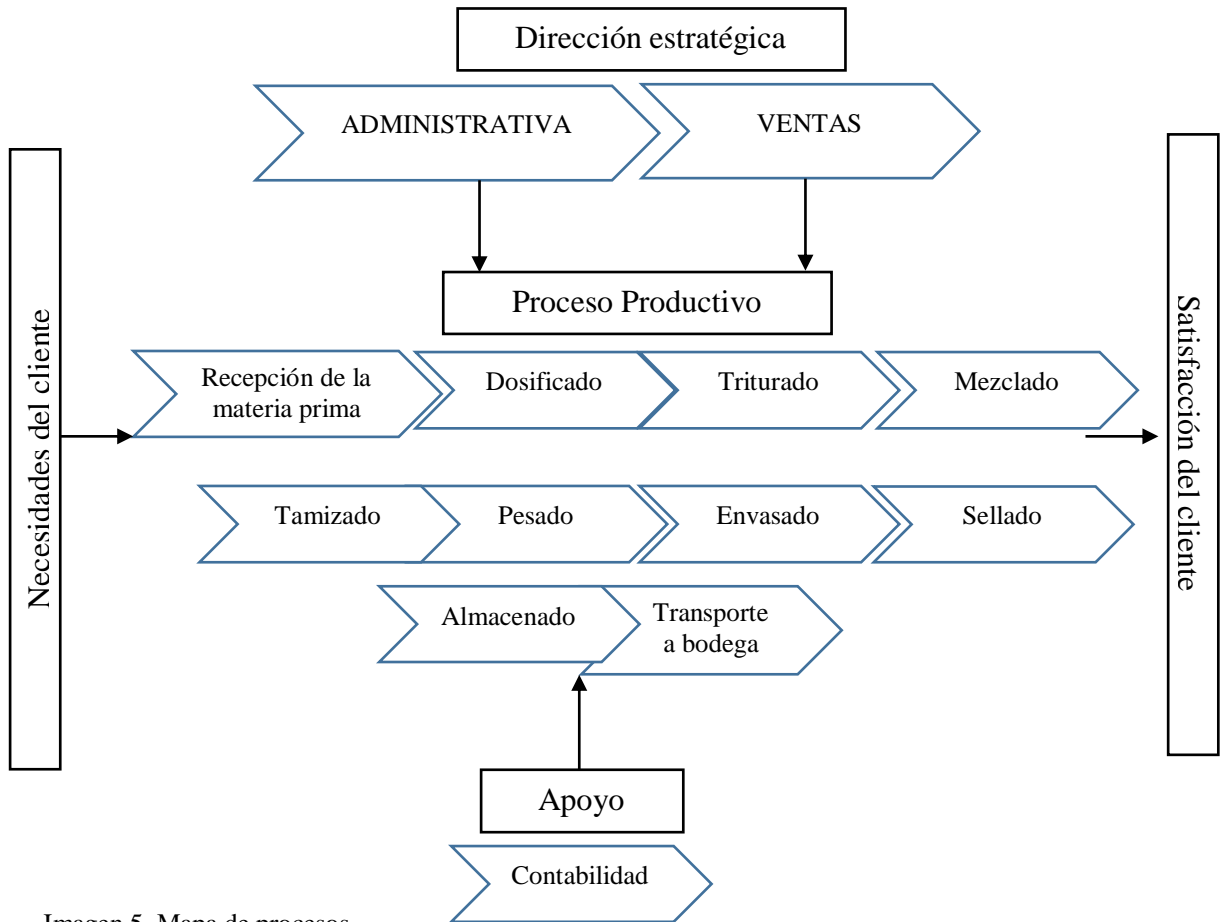 Dirección estratégica
ADMINISTRATIVA
VENTAS
Necesidades del cliente
Proceso Productivo
Satisfacción del cliente
Recepción de la
materia prima
Dosificado
Triturado
Mezclado
Tamizado
Pesado
Envasado
Sellado
Almacenado
Transporte
a bodega
Apoyo
Contabilidad
Imagen 5. Mapa de procesos